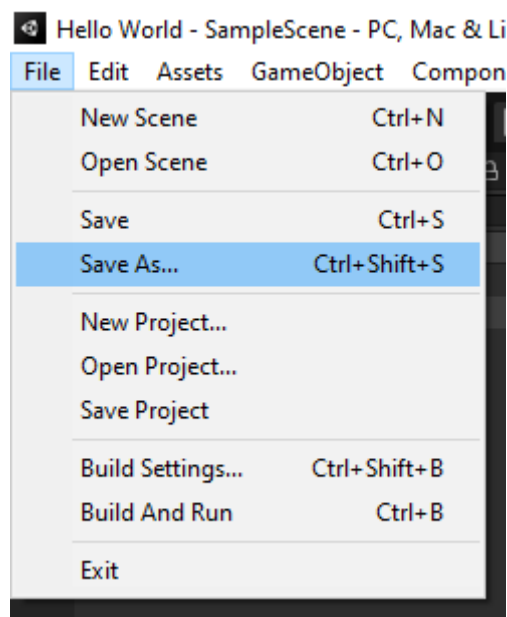 Hello World - SampleScene - PC, Mac & Li
File Edit Assets GameObject Compon
New Scene Ctrl+N
Open Scene Ctrl+O
Save Ctrl+S
Save As... Ctrl+Shift+S
New Project...
Open Project...
Save Project
Build Settings... Ctrl+Shift+B
Build And Run Ctrl+B
Exit